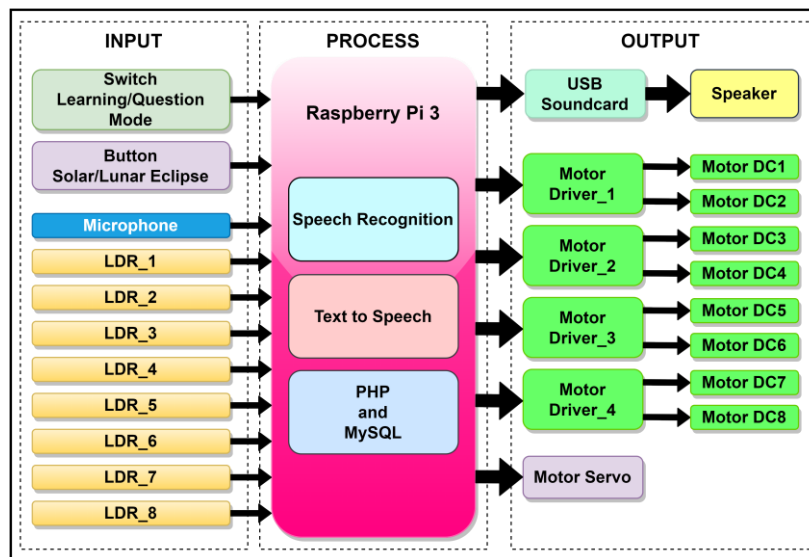 INPUT
Switch
Learning/Question
Mode
Button
Solar/Lunar Eclipse
Microphone
LDR_1
LDR_2
LDR_3
LDR_4
LDR_5
LDR_6
LDR_7
LDR_8
PROCESS
Raspberry Pi 3
Speech Recognition
Text to Speech
PHP
and
MySQL
OUTPUT
USB
Soundcard
Speaker
Motor
Driver_1
Motor DC1
Motor DC2
Motor
Driver_2
Motor DC3
Motor DC4
Motor
Driver_3
Motor DC5
Motor DC6
Motor
Driver_4
Motor DC7
Motor DC8
Motor Servo